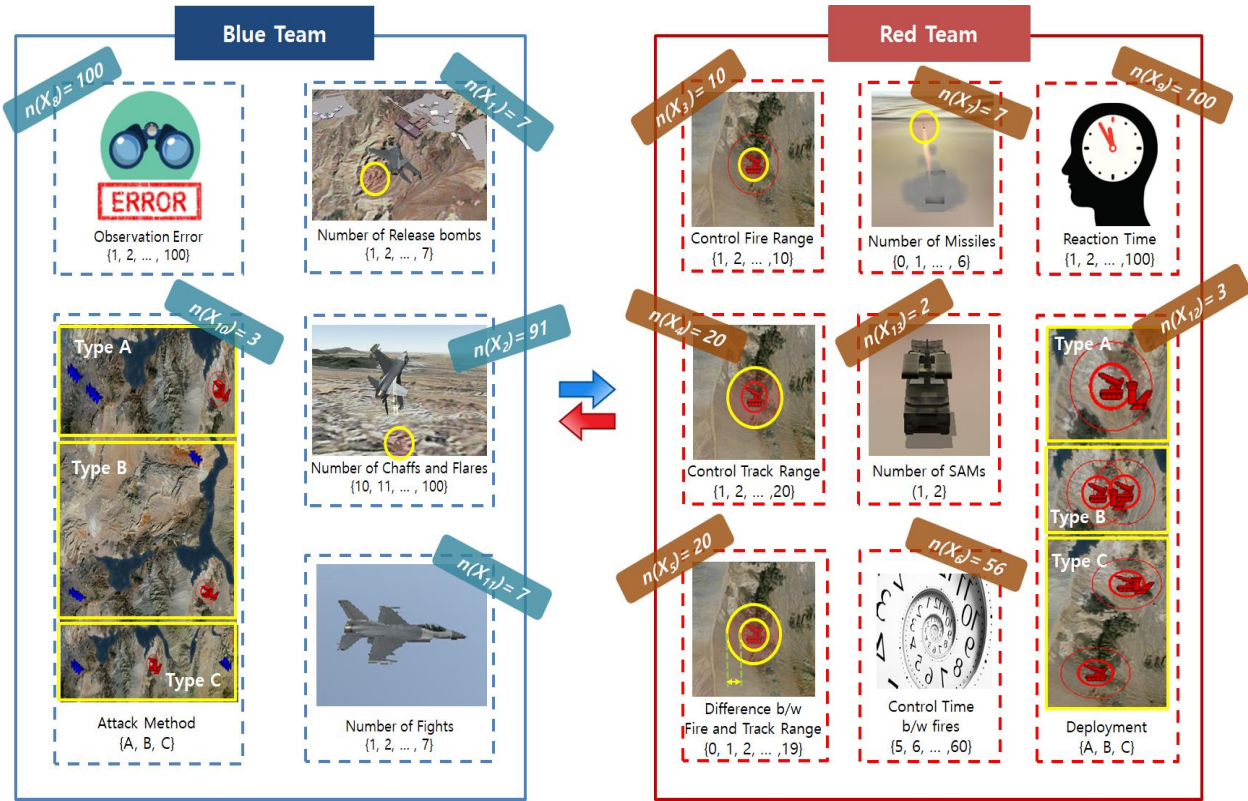 Blue Team
n(X₈)= 100
ERROR
Observation Error
{1, 2, ... , 100}
n(X₁)= 7
Number of Release bombs
{1, 2, ... , 7}
n(X₁₀)= 3
Type A
Type B
Type C
Attack Method
{A, B, C}
n(X₂)= 91
Number of Chaffs and Flares
{10, 11, ... , 100}
n(X₁₁)= 7
Number of Fights
{1, 2, ... , 7}
Red Team
n(X₃)= 10
Control Fire Range
{1, 2, ... ,10}
n(X₇)= 7
Number of Missiles
{0, 1, ... , 6}
n(X₉)= 100
Reaction Time
{1, 2, ... ,100}
n(X₄)= 20
Control Track Range
{1, 2, ... ,20}
n(X₁₃)= 2
Number of SAMs
(1, 2}
n(X₁₂)= 3
Type A
Type B
Type C
Deployment
{A, B, C}
n(X₅)= 20
Difference b/w
Fire and Track Range
{0, 1, 2, ... ,19}
n(X₆)= 56
Control Time
b/w fires
{5, 6, ... ,60}